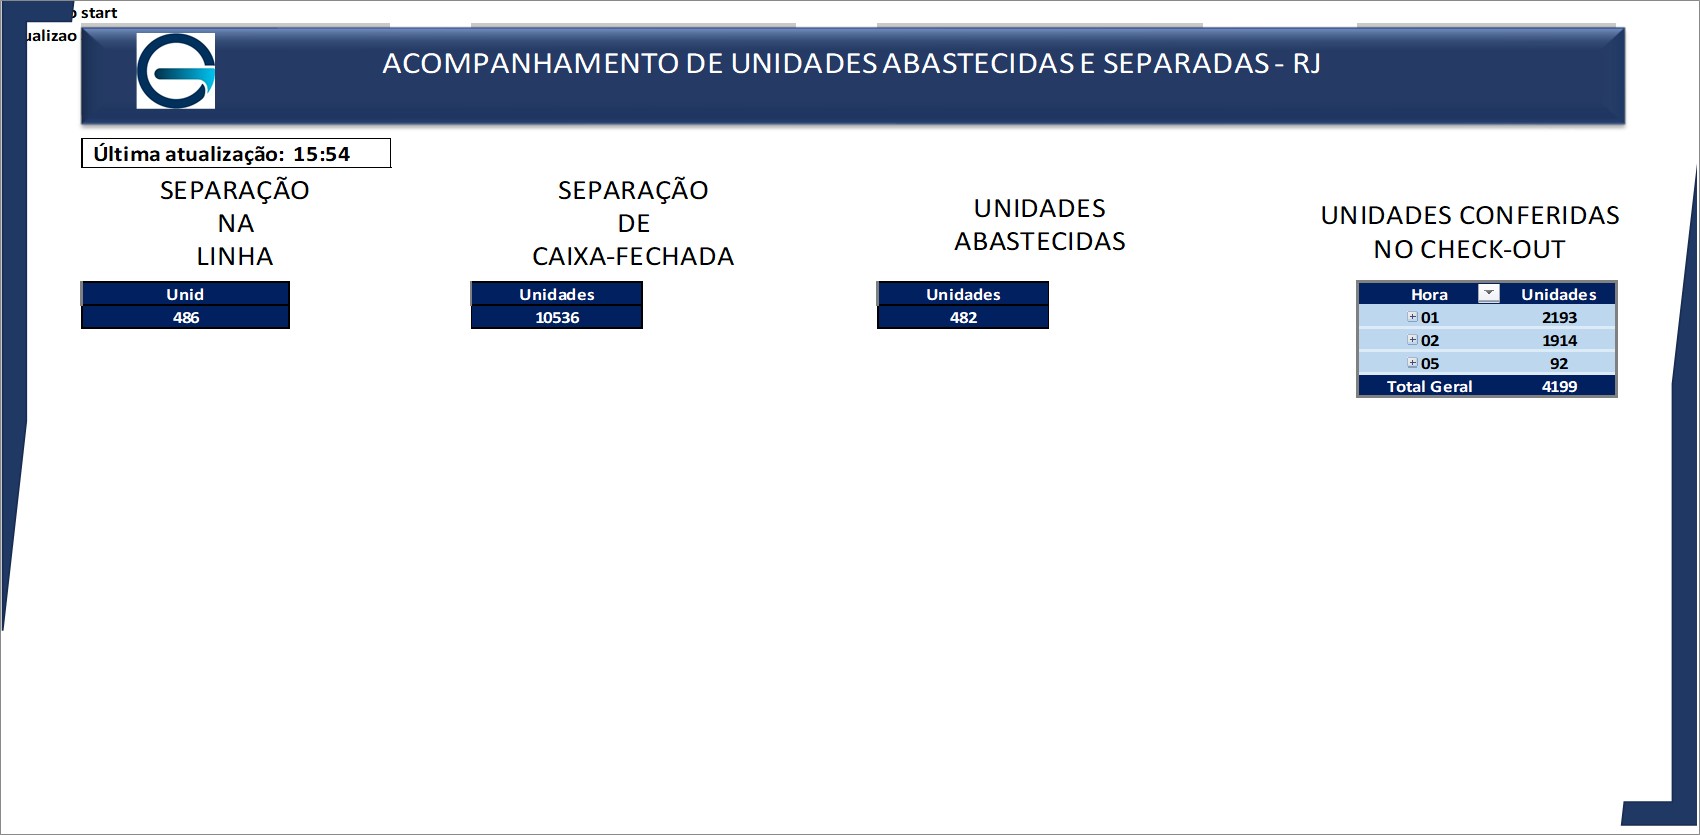 start
ualizao
ACOMPANHAMENTO DE UNIDADES ABASTECIDAS E SEPARADAS - RJ
Última atualização: 15:54
SEPARAÇÃO
NA
LINHA
Unid
486
SEPARAÇÃO
DE
CAIXA-FECHADA
Unidades
10536
UNIDADES
ABASTECIDAS
Unidades
482
UNIDADES CONFERIDAS
NO CHECK-OUT
Hora Unidades
01 2193
02 1914
05 92
Total Geral 4199